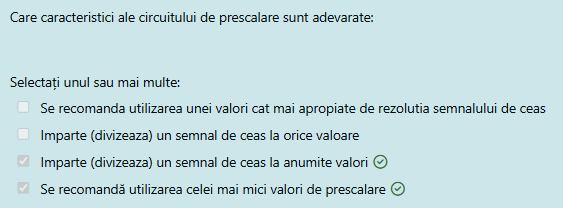 Care caracteristici ale circuitului de prescalare sunt adevarate:
Selectați unul sau mai multe:
Se recomanda utilizarea unei valori cat mai apropiate de rezolutia semnalului de ceas
Imparte (divizeaza) un semnal de ceas la orice valoare
Imparte (divizeaza) un semnal de ceas la anumite valori
Se recomandă utilizarea celei mai mici valori de prescalare